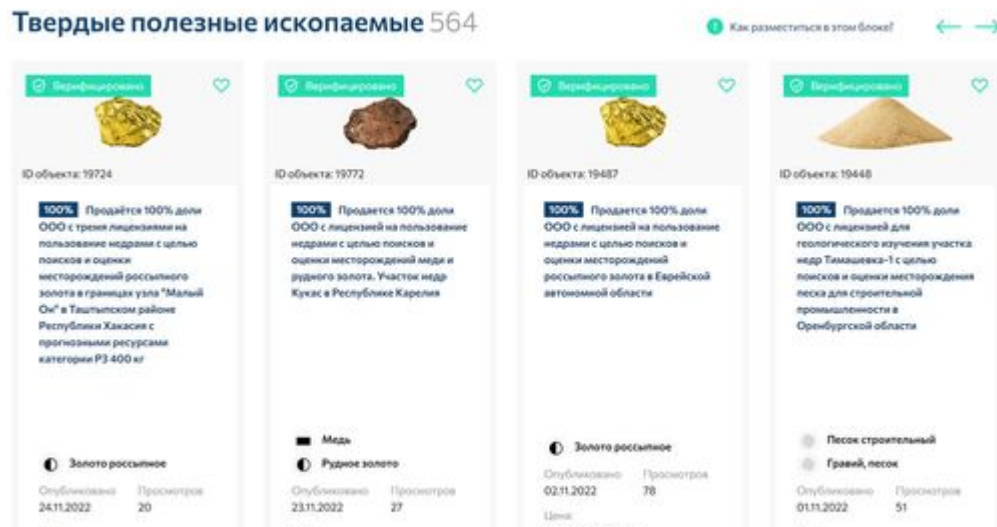 Твердые полезные ископаемые 564
Как разместиться в этом блоке?
Верифицировано
ID объекта: 19724
100% Продаётся 100% доли
ООО с тремя лицензиями на
пользование недрами с целью
поисков и оценки
месторождений россыпного
золота в границах узла "Малый
Он" в Таштыпском районе
Республики Хакасия с
прогнозными ресурсами
категории Р3 400 кг
Золото россыпное
Опубликовано Просмотров
24.11.2022 20
Верифицировано
ID объекта: 19772
100% Продается 100% доли
ООО с лицензией на пользование
недрами с целью поисков и
оценки месторождений меди и
рудного золота. Участок недр
Кукас в Республике Карелия
Медь
Рудное золото
Опубликовано Просмотров
23.11.2022 27
Верифицировано
ID объекта: 19487
100% Продается 100% доли
ООО с лицензией на пользование
недрами с целью поисков и
оценки месторождений
россыпного золота в Еврейской
автономной области
Золото россыпное
Опубликовано Просмотров
02.11.2022 78
Цена:
Верифицировано
ID объекта: 19448
100% Продается 100% доли
ООО с лицензией для
геологического изучения участка
недр Тимашевка-1 с целью
поисков и оценки месторождения
песка для строительной
промышленности в
Оренбургской области
Песок строительный
Гравий, песок
Опубликовано Просмотров
01.11.2022 51